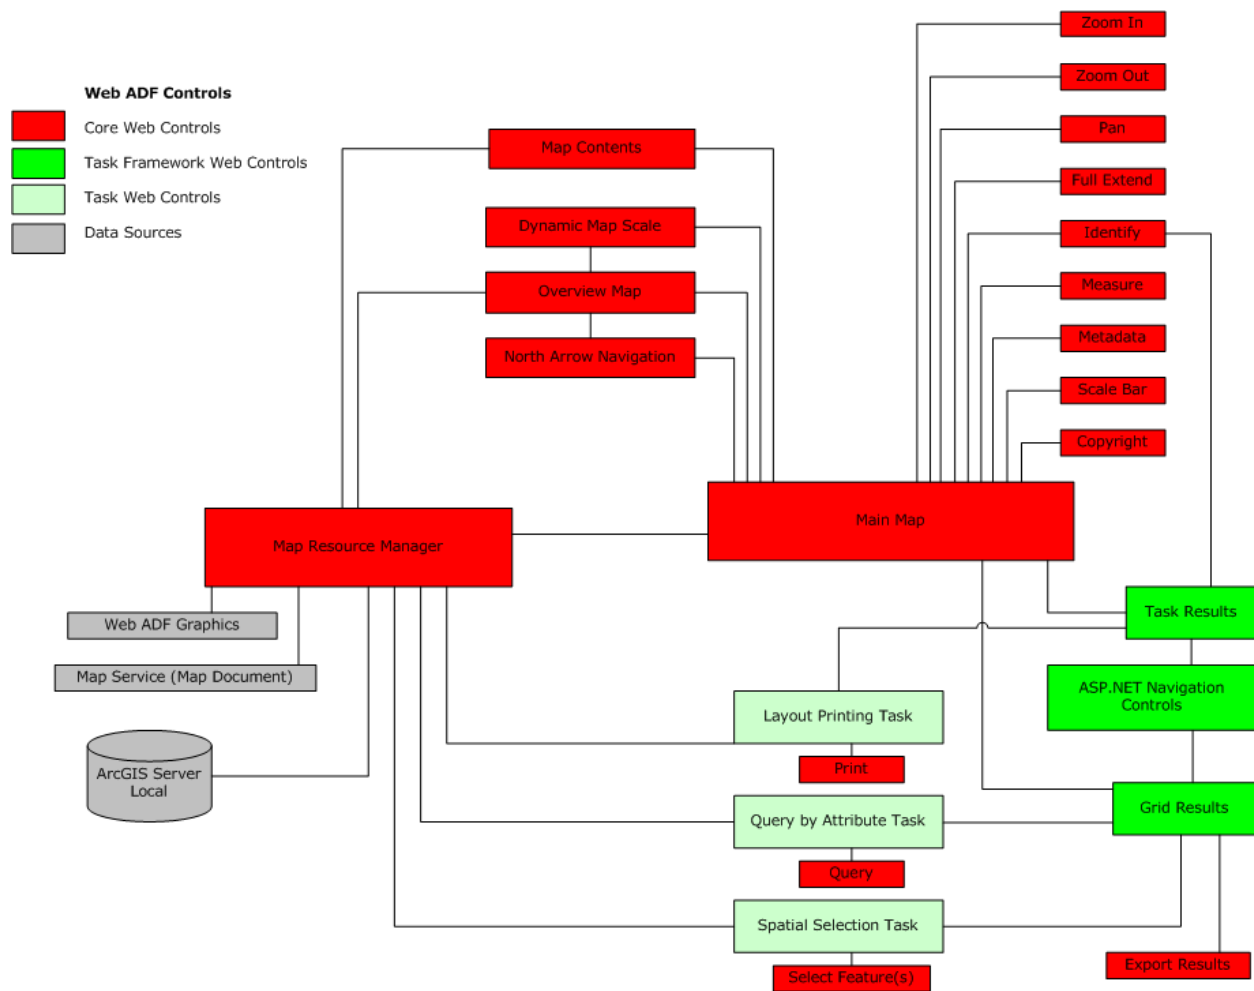 Web ADF Controls
Core Web Controls
Task Framework Web Controls
Task Web Controls
Data Sources
Map Contents
Dynamic Map Scale
Overview Map
North Arrow Navigation
Zoom In
Zoom Out
Pan
Full Extend
Identify
Measure
Metadata
Scale Bar
Copyright
Main Map
Map Resource Manager
Web ADF Graphics
Map Service (Map Document)
ArcGIS Server
Local
Task Results
ASP.NET Navigation
Controls
Layout Printing Task
Print
Grid Results
Query by Attribute Task
Query
Spatial Selection Task
Select Feature(s)
Export Results